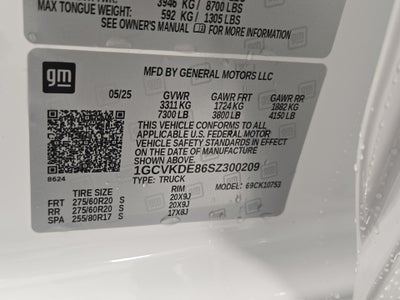 3946 KG / 8700 LBS
MAX TONGUE WEIGHT:
592 KG / 1305 LBS
SEE OWNER'S MANUAL FOR MORE INFORMATION
gm
MFD BY GENERAL MOTORS LLC
05/25 GVWR GAWR FRT GAWR RR
3311 KG 1724 KG 1882 KG
7300 LB 3800 LB 4150 LB
THIS VEHICLE CONFORMS TO ALL
APPLICABLE U.S. FEDERAL MOTOR
VEHICLE SAFETY STANDARDS IN
EFFECT ON THE DATE OF
MANUFACTURE SHOWN ABOVE.
1GCVKDE86SZ300209
8624
TYPE: TRUCK MODEL: 69CK10753
TIRE SIZE RIM
FRT 275/60R20 S 20X9J
RR 275/60R20 S 20X9J
SPA 255/80R17 S 17X8J